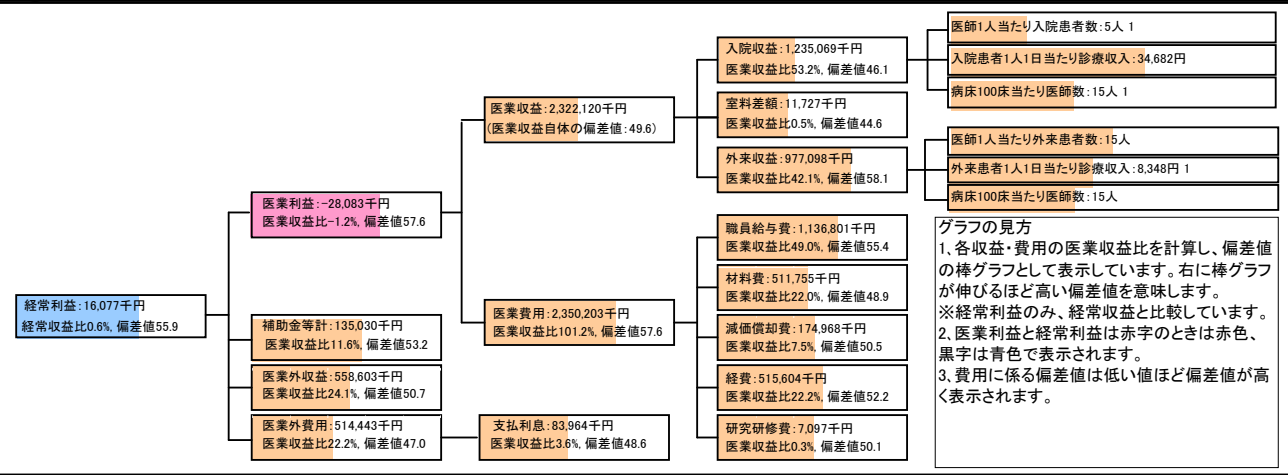 経常利益:16,077千円
経常収支比0.6%, 偏差値55.9
医業利益:-28,083千円
医業収益比-1.2%, 偏差値57.6
補助金等計:135,030千円
医業収益比11.6%, 偏差値53.2
医業外収益:558,603千円
医業収益比24.1%, 偏差値50.7
医業外費用:514,443千円
医業収益比22.2%, 偏差値47.0
医業収益:2,322,120千円
(医業収益自体の偏差値:49.6)
医業費用:2,350,203千円
医業収益比101.2%, 偏差値57.6
支払利息:83,964千円
医業収益比3.6%, 偏差値48.6
入院収益:1,235,069千円
医業収益比53.2%, 偏差値46.1
室料差額:11,727千円
医業収益比0.5%, 偏差値44.6
外来収益:977,098千円
医業収益比42.1%, 偏差値58.1
職員給与費:1,136,801千円
医業収益比49.0%, 偏差値55.4
材料費:511,755千円
医業収益比22.0%, 偏差値48.9
減価償却費:174,968千円
医業収益比7.5%, 偏差値50.5
経費:515,604千円
医業収益比22.2%, 偏差値52.2
研究研修費:7,097千円
医業収益比0.3%, 偏差値50.1
医師1人当たり入院患者数:5人 1
入院患者1人1日当たり診療収入:34,682円
病床100床当たり医師数:15人 1
医師1人当たり外来患者数:15人
外来患者1人1日当たり診療収入:8,348円 1
病床100床当たり医師数:15人
グラフの見方
1、各収益・費用の医業収益比を計算し、偏差値
の棒グラフとして表示しています。右に棒グラフ
が伸びるほど高い偏差値を意味します。
※経常利益のみ、経常収益と比較しています。
2、医業利益と経常利益は赤字のときは赤色、
黒字は青色で表示されます。
3、費用に係る偏差値は低い値ほど偏差値が高
く表示されます。